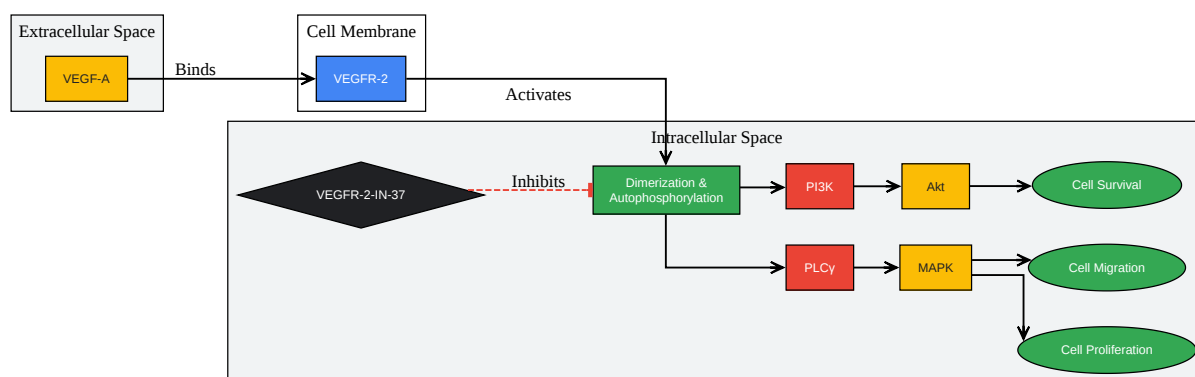 Extracellular Space
Cell Membrane
VEGF-A
Binds
VEGFR-2
Activates
Intracellular Space
VEGFR-2-IN-37
Inhibits
Dimerization &
Autophosphorylation
PI3K
Akt
Cell Survival
PLCγ
MAPK
Cell Migration
Cell Proliferation